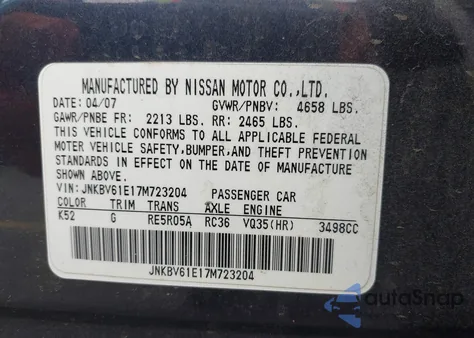 MANUFACTURED BY NISSAN MOTOR CO.,LTD.
DATE: 04/07 GVWR/PNBV: 4658 LBS.
GAWR/PNBE FR: 2213 LBS. RR: 2465 LBS.
THIS VEHICLE CONFORMS TO ALL APPLICABLE FEDERAL
MOTOR VEHICLE SAFETY,BUMPER,AND THEFT PREVENTION
STANDARDS IN EFFECT ON THE DATE OF MANUFACTURE
SHOWN ABOVE.
VIN: JNKBV61E17M723204 PASSENGER CAR
COLOR TRIM TRANS AXLE ENGINE
K52 G RE5R05A RC36 VQ35(HR) 3498CC
JNKBV61E17M723204
autoSnap